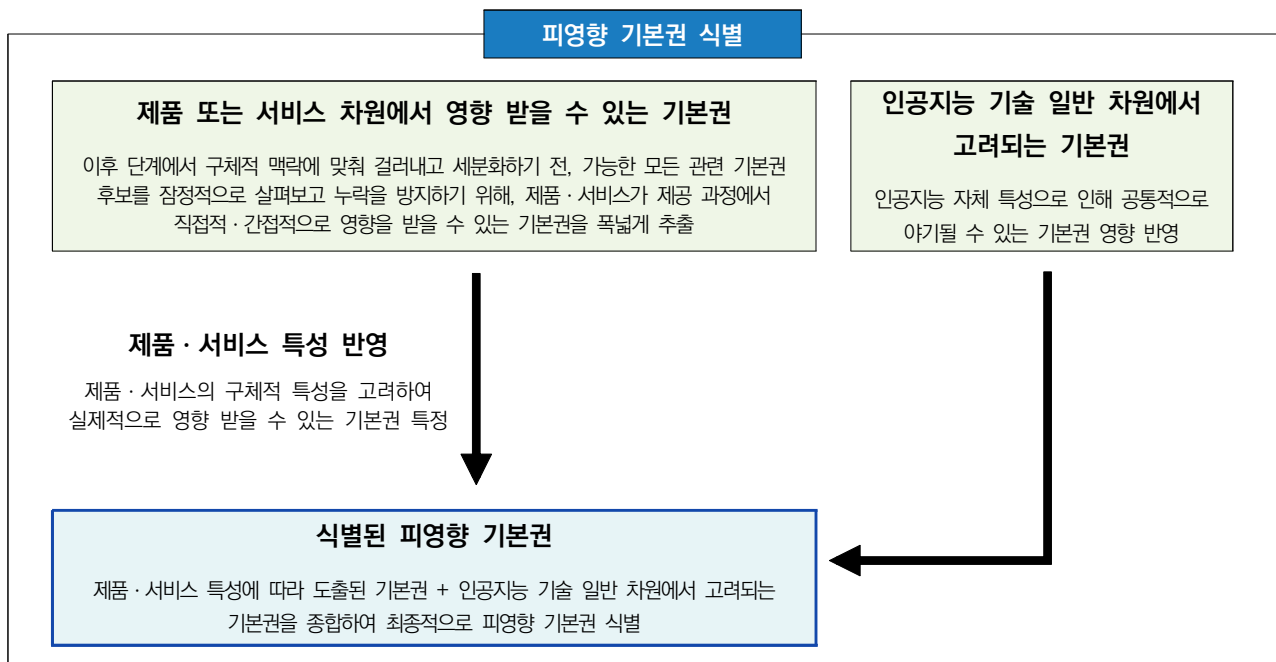 피영향 기본권 식별
제품 또는 서비스 차원에서 영향 받을 수 있는 기본권
이후 단계에서 구체적 맥락에 맞춰 걸러내고 세분화하기 전, 가능한 모든 관련 기본권
후보를 잠정적으로 살펴보고 누락을 방지하기 위해, 제품·서비스가 제공 과정에서
직접적·간접적으로 영향을 받을 수 있는 기본권을 폭넓게 추출
인공지능 기술 일반 차원에서
고려되는 기본권
인공지능 자체 특성으로 인해 공통적으로
야기될 수 있는 기본권 영향 반영
제품·서비스 특성 반영
제품·서비스의 구체적 특성을 고려하여
실제적으로 영향 받을 수 있는 기본권 특정
식별된 피영향 기본권
제품·서비스 특성에 따라 도출된 기본권 + 인공지능 기술 일반 차원에서 고려되는
기본권을 종합하여 최종적으로 피영향 기본권 식별